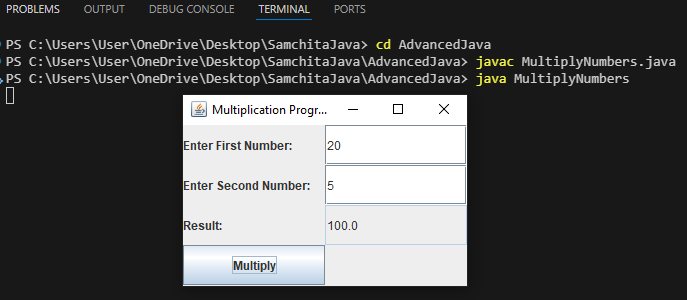 PROBLEMS OUTPUT DEBUG CONSOLE TERMINAL PORTS
PS C:\Users\User\OneDrive\Desktop\SamchitaJava> cd AdvancedJava
PS C:\Users\User\OneDrive\Desktop\SamchitaJava\AdvancedJava> javac MultiplyNumbers.java
PS C:\Users\User\OneDrive\Desktop\SamchitaJava\AdvancedJava> java MultiplyNumbers
Multiplication Progr...
Enter First Number: 20
Enter Second Number: 5
Result: 100.0
Multiply